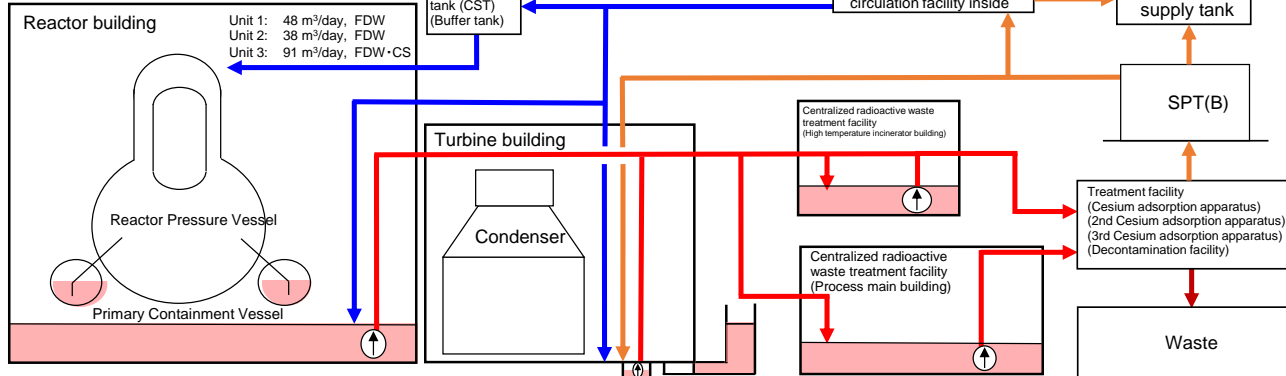 Reactor building
Unit 1: 48 m³/day, FDW
Unit 2: 38 m³/day, FDW
Unit 3: 91 m³/day, FDW・CS
tank (CST)
(Buffer tank)
circulation facility inside
supply tank
SPT(B)
Centralized radioactive waste
treatment facility
(High temperature incinerator building)
Turbine building
Condenser
Reactor Pressure Vessel
Primary Containment Vessel
Treatment facility
(Cesium adsorption apparatus)
(2nd Cesium adsorption apparatus)
(3rd Cesium adsorption apparatus)
(Decontamination facility)
Centralized radioactive
waste treatment facility
(Process main building)
Waste